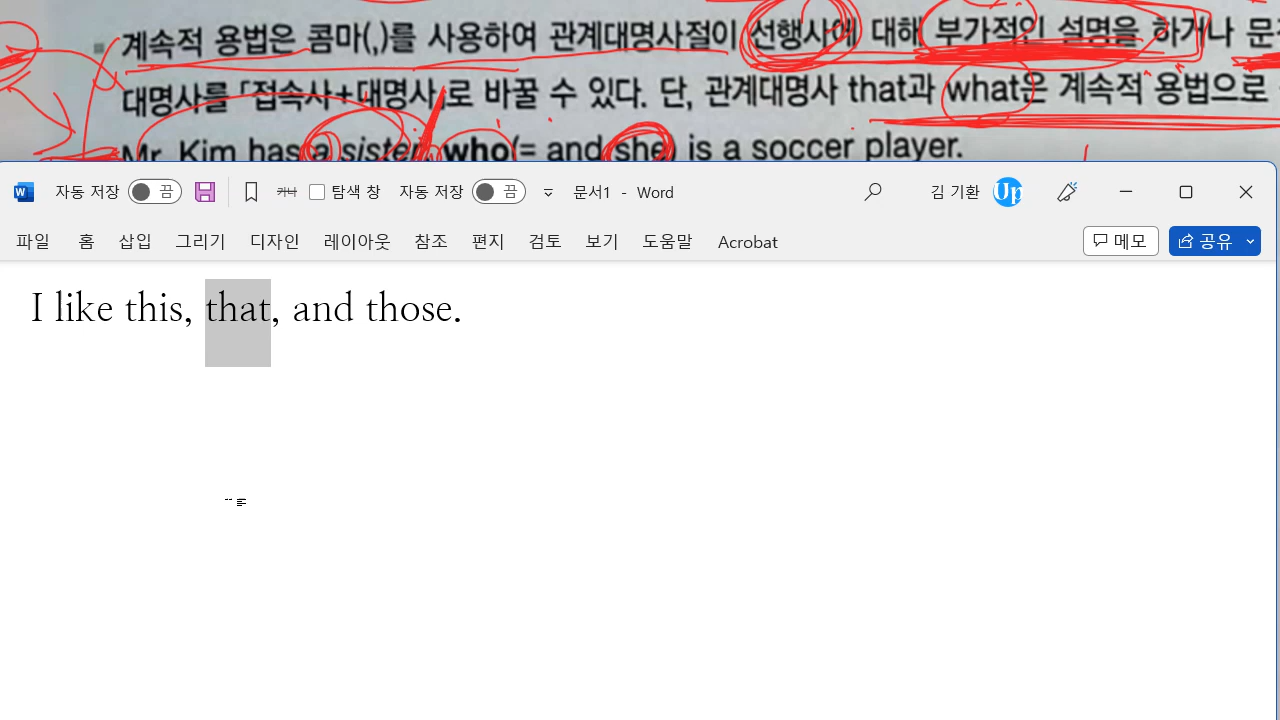 계속적 용법은 콤마(,)를 사용하여 관계대명사절이 선행사에 대해 부가적인 설명을 하거나
대명사를 「접속사+대명사」로 바꿀 수 있다. 단, 관계대명사 that과 what은 계속적 용법으로
Mr. Kim has a sister, who(= and she) is a soccer player.
자동 저장 끔 가나 탐색 창 자동 저장 끔 문서1 - Word 김 기환 Up
파일 홈 삽입 그리기 디자인 레이아웃 참조 편지 검토 보기 도움말 Acrobat 메모 공유
I like this, that, and those.